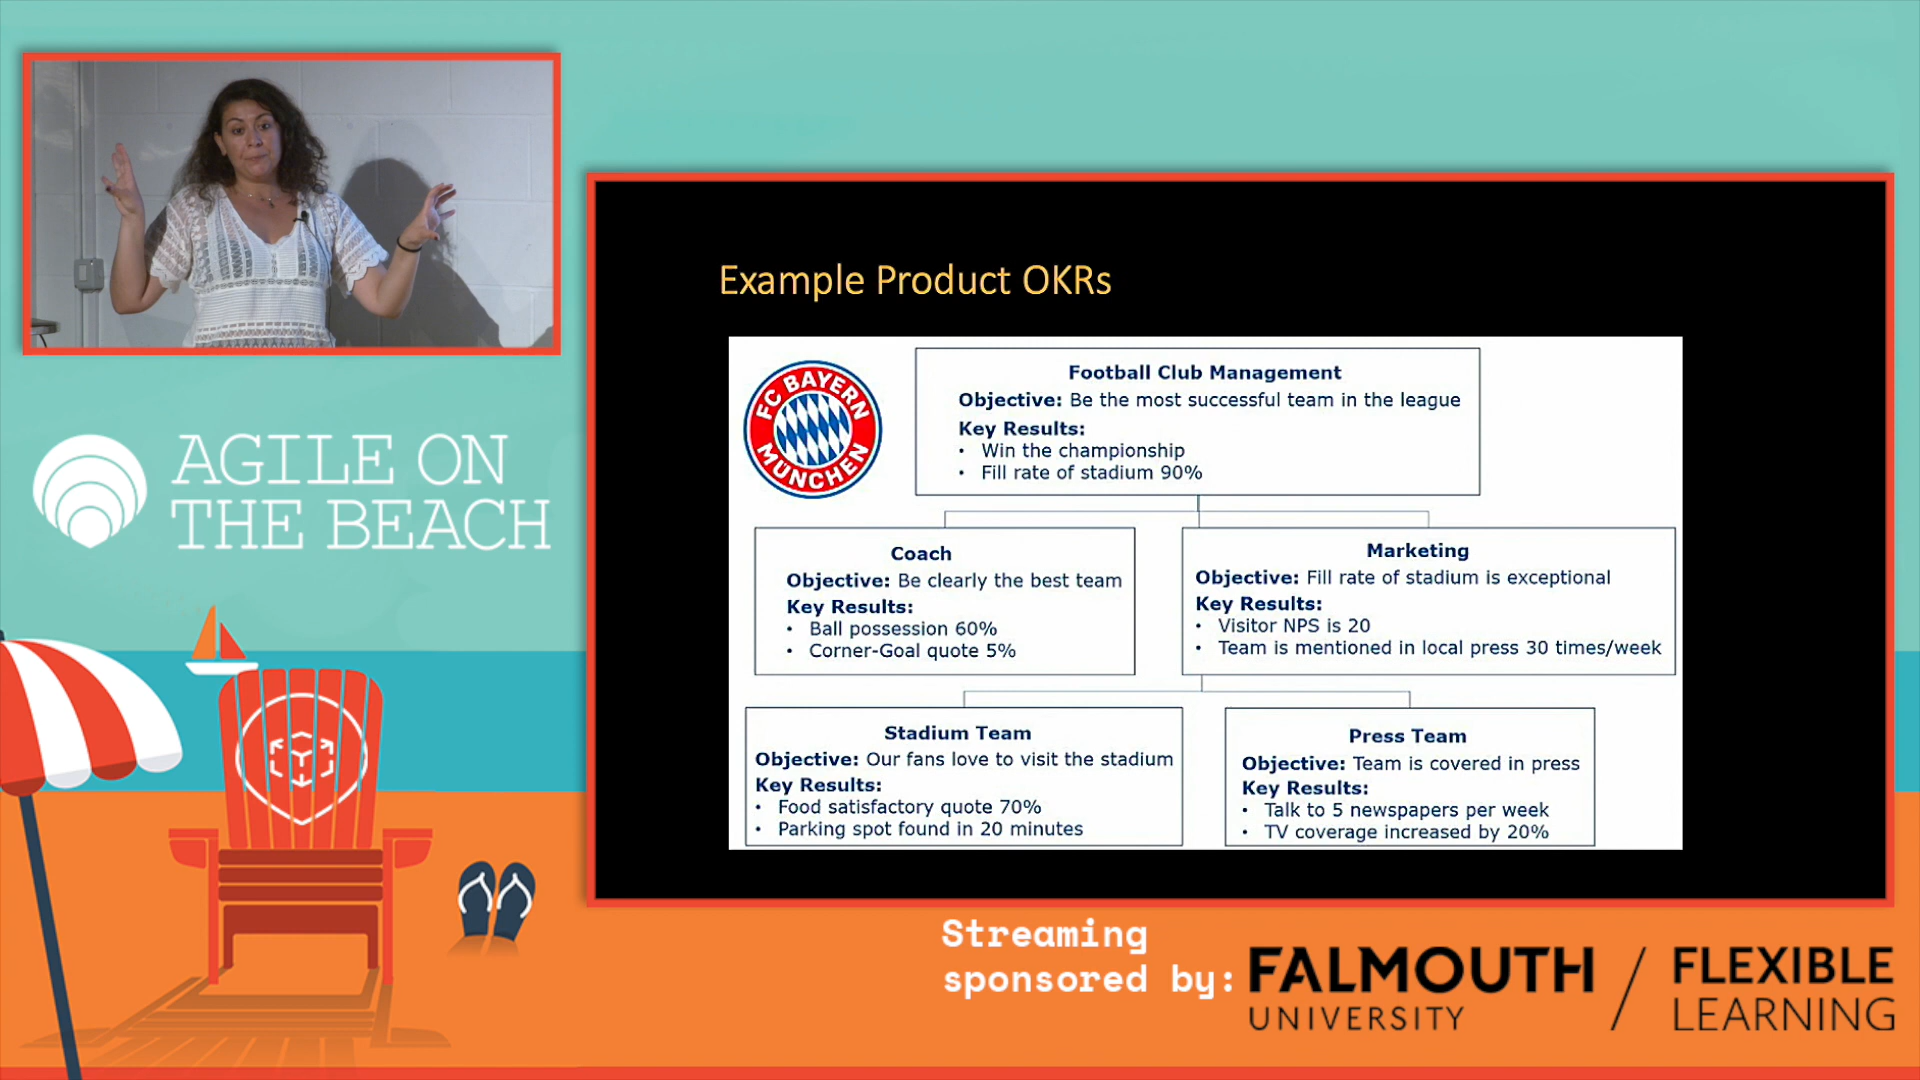 AGILE ON
THE BEACH
Example Product OKRs
FC BAYERN
MÜNCHEN
Football Club Management
Objective: Be the most successful team in the league
Key Results:
• Win the championship
• Fill rate of stadium 90%
Coach
Objective: Be clearly the best team
Key Results:
• Ball possession 60%
• Corner-Goal quote 5%
Marketing
Objective: Fill rate of stadium is exceptional
Key Results:
• Visitor NPS is 20
• Team is mentioned in local press 30 times/week
Stadium Team
Objective: Our fans love to visit the stadium
Key Results:
• Food satisfactory quote 70%
• Parking spot found in 20 minutes
Press Team
Objective: Team is covered in press
Key Results:
• Talk to 5 newspapers per week
• TV coverage increased by 20%
Streaming
sponsored by:
FALMOUTH
UNIVERSITY
/
FLEXIBLE
LEARNING